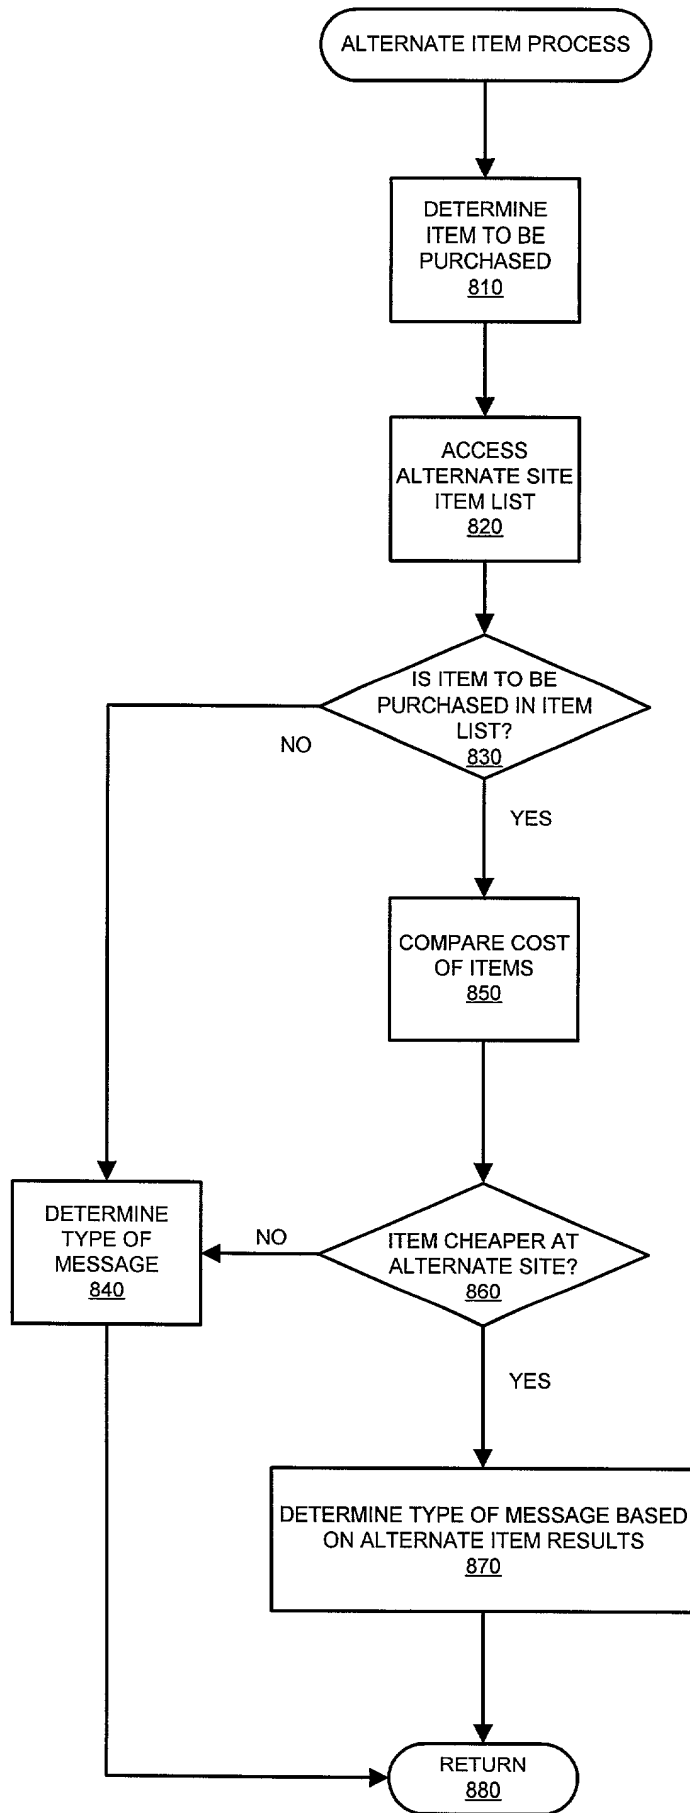 ALTERNATE ITEM PROCESS
DETERMINE
ITEM TO BE
PURCHASED
810
ACCESS
ALTERNATE SITE
ITEM LIST
820
IS ITEM TO BE
PURCHASED IN ITEM
LIST?
830
NO
YES
COMPARE COST
OF ITEMS
850
DETERMINE
TYPE OF
MESSAGE
840
NO
ITEM CHEAPER AT
ALTERNATE SITE?
860
YES
DETERMINE TYPE OF MESSAGE BASED
ON ALTERNATE ITEM RESULTS
870
RETURN
880